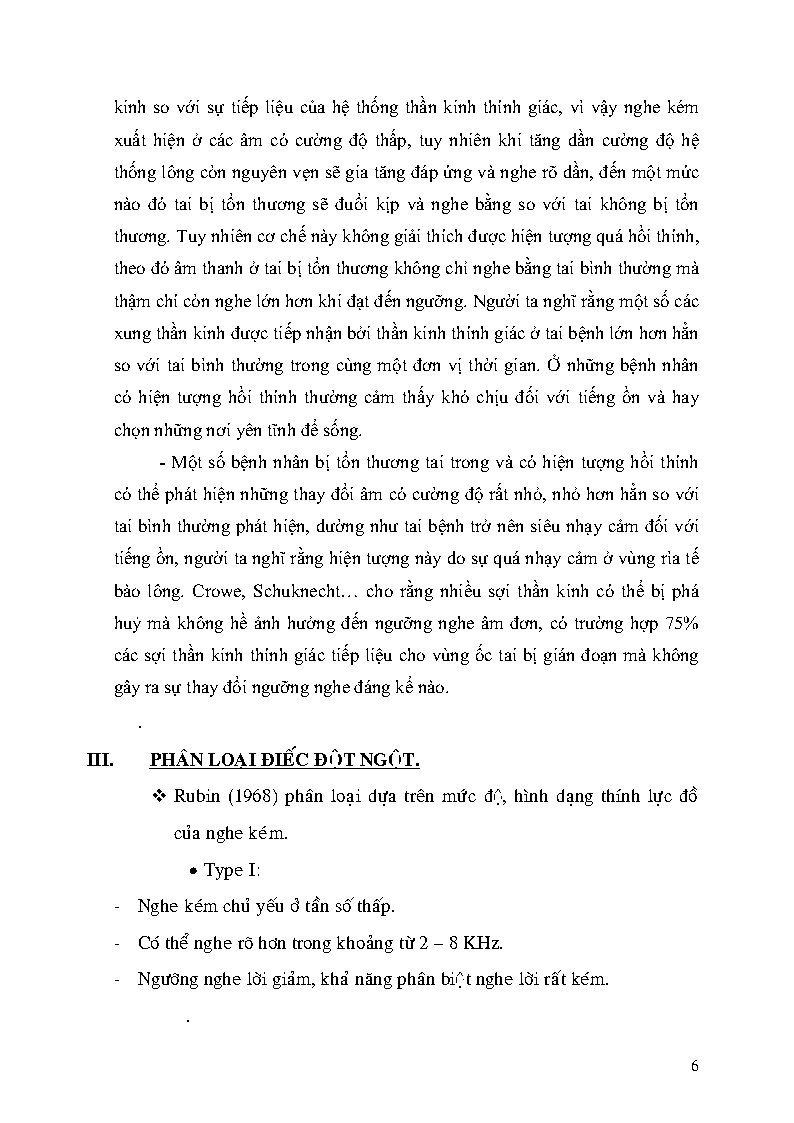 kinh so với sự tiếp liệu của hệ thống thần kinh thính giác, vì vậy nghe kém
xuất hiện ở các âm có cường độ thấp, tuy nhiên khi tăng dần cường độ hệ
thống lông còn nguyên vẹn sẽ gia tăng đáp ứng và nghe rõ dần, đến một mức
nào đó tai bị tổn thương sẽ đuổi kịp và nghe bằng so với tai không bị tổn
thương. Tuy nhiên cơ chế này không giải thích được hiện tượng quá hồi thính,
theo đó âm thanh ở tai bị tổn thương không chỉ nghe bằng tai bình thường mà
thậm chí còn nghe lớn hơn khi đạt đến ngưỡng. Người ta nghĩ rằng một số các
xung thần kinh được tiếp nhận bởi thần kinh thính giác ở tai bệnh lớn hơn hẳn
so với tai bình thường trong cùng một đơn vị thời gian. Ở những bệnh nhân
có hiện tượng hồi thính thường cảm thấy khó chịu đối với tiếng ồn và hay
chọn những nơi yên tĩnh để sống.
- Một số bệnh nhân bị tổn thương tai trong và có hiện tượng hồi thính
có thể phát hiện những thay đổi âm có cường độ rất nhỏ, nhỏ hơn hẳn so với
tai bình thường phát hiện, dường như tai bệnh trở nên siêu nhạy cảm đối với
tiếng ồn, người ta nghĩ rằng hiện tượng này do sự quá nhạy cảm ở vùng rìa tế
bào lông. Crowe, Schuknecht… cho rằng nhiều sợi thần kinh có thể bị phá
huỷ mà không hề ảnh hưởng đến ngưỡng nghe âm đơn, có trường hợp 75%
các sợi thần kinh thính giác tiếp liệu cho vùng ốc tai bị gián đoạn mà không
gây ra sự thay đổi ngưỡng nghe đáng kể nào.
.
III. PHÂN LOẠI ĐIẾC ĐỘT NGỘT.
❖ Rubin (1968) phân loại dựa trên mức độ, hình dạng thính lực đồ
của nghe kém.
• Type I:
- Nghe kém chủ yếu ở tần số thấp.
- Có thể nghe rõ hơn trong khoảng từ 2 – 8 KHz.
- Ngưỡng nghe lời giảm, khả năng phân biệt nghe lời rất kém.
.
6